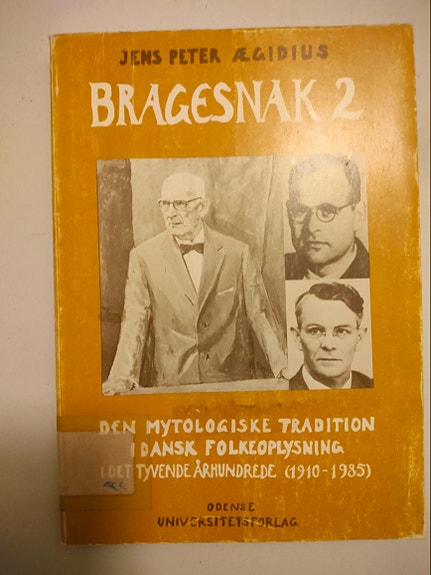 JENS PETER ÆGIDIUS
BRAGESNAK 2
DEN MYTOLOGISKE TRADITION
I DANSK FOLKEOPLYSNING
I DET TYVENDE ÅRHUNDREDE (1910-1985)
ODENSE
UNIVERSITETSFORLAG